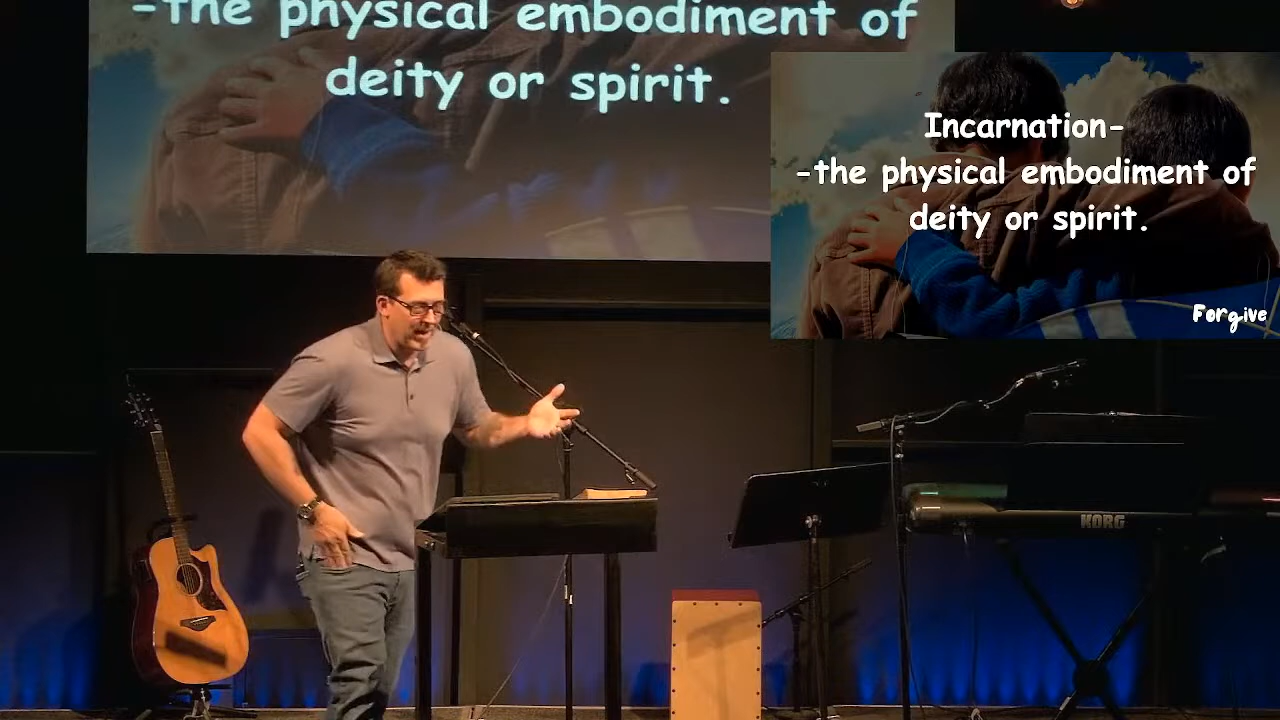 -the physical embodiment of
deity or spirit.
Incarnation-
-the physical embodiment of
deity or spirit.
Forgive
KORG